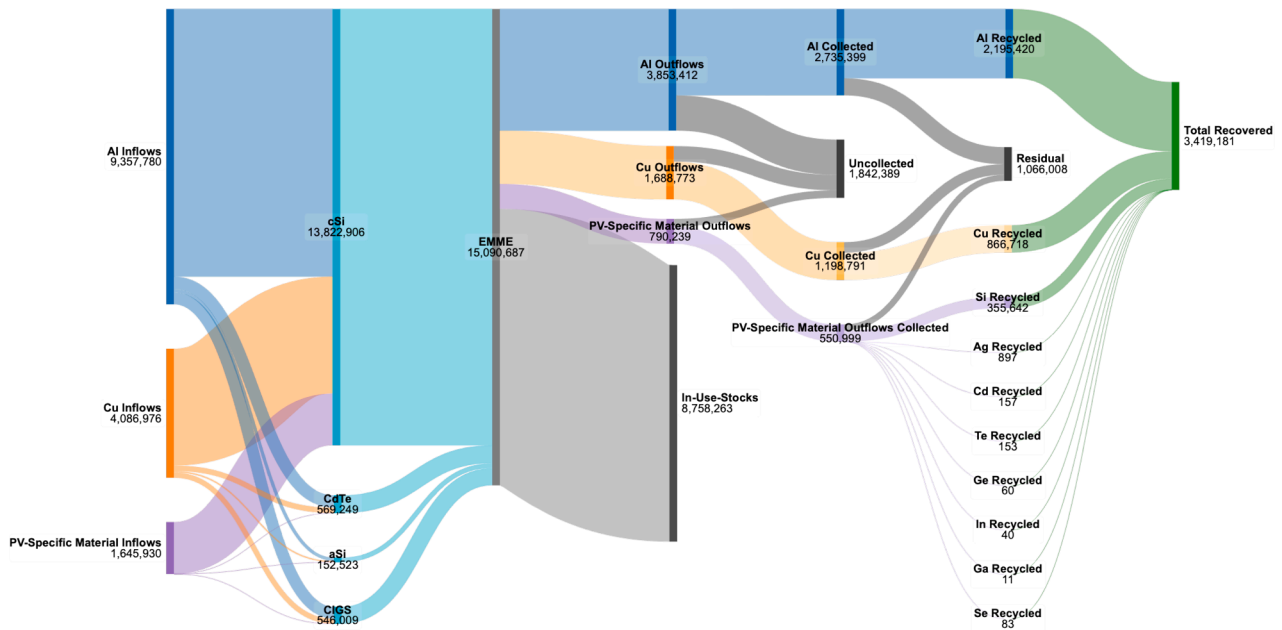 Al Inflows
9,357,780
Cu Inflows
4,086,976
PV-Specific Material Inflows
1,645,930
cSi
13,822,906
CdTe
569,249
aSi
152,523
CIGS
546,009
EMME
15,090,687
Al Outflows
3,853,412
Cu Outflows
1,688,773
PV-Specific Material Outflows
790,239
In-Use-Stocks
8,758,263
Al Collected
2,735,399
Uncollected
1,842,389
Cu Collected
1,198,791
PV-Specific Material Outflows Collected
550,999
Al Recycled
2,195,420
Residual
1,066,008
Cu Recycled
866,718
Si Recycled
355,642
Ag Recycled
897
Cd Recycled
157
Te Recycled
153
Ge Recycled
60
In Recycled
40
Ga Recycled
11
Se Recycled
83
Total Recovered
3,419,181